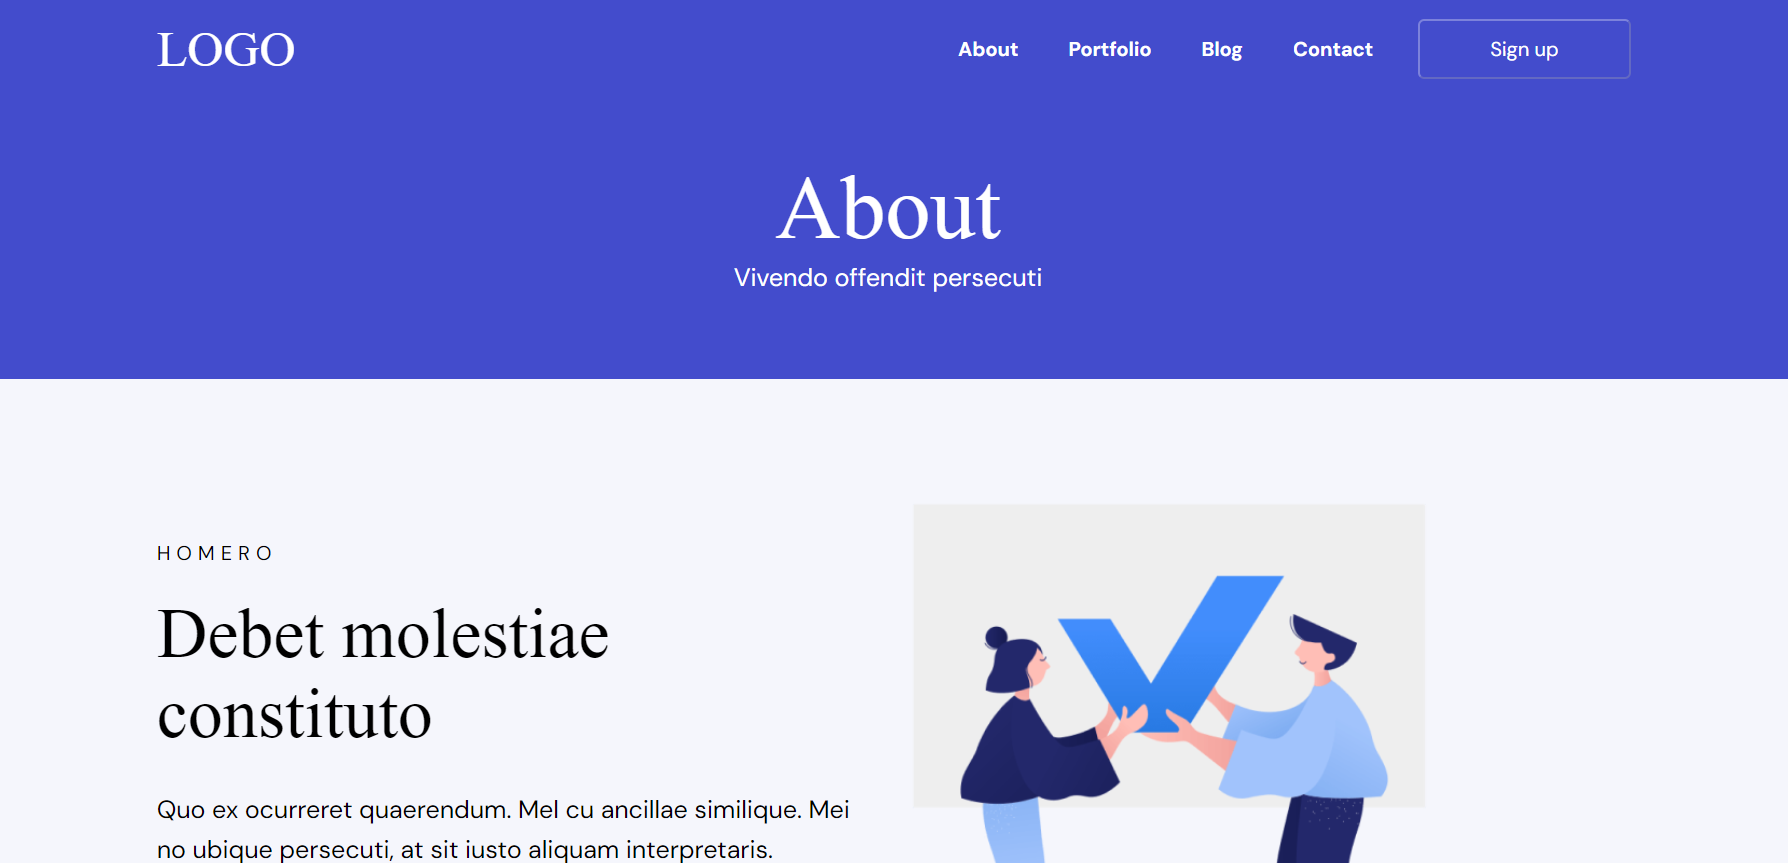 LOGO
About
Portfolio
Blog
Contact
Sign up
About
Vivendo offendit persecuti
HOMERO
Debet molestiae
constituto
Quo ex ocurreret quaerendum. Mel cu ancillae similique. Mei
no ubique persecuti, at sit iusto aliquam interpretaris.